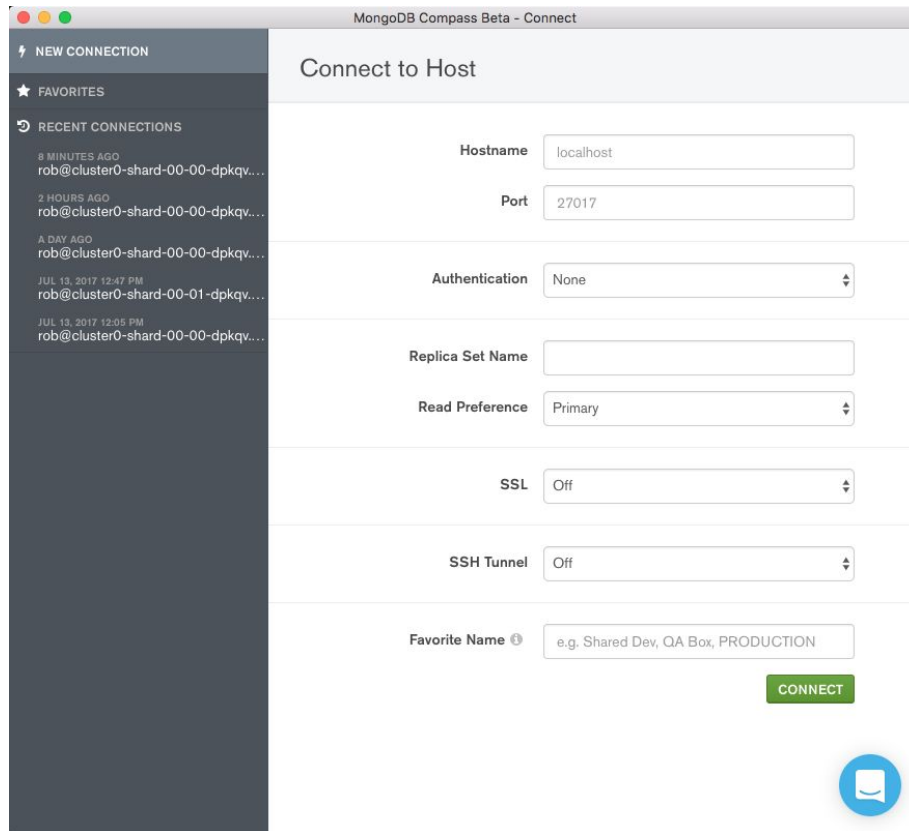 MongoDB Compass Beta - Connect
NEW CONNECTION
FAVORITES
RECENT CONNECTIONS
8 MINUTES AGO
rob@cluster0-shard-00-00-dpkqv....
2 HOURS AGO
rob@cluster0-shard-00-00-dpkqv....
A DAY AGO
rob@cluster0-shard-00-00-dpkqv....
JUL 13, 2017 12:47 PM
rob@cluster0-shard-00-01-dpkqv....
JUL 13, 2017 12:05 PM
rob@cluster0-shard-00-00-dpkqv....
Connect to Host
Hostname localhost
Port 27017
Authentication None
Replica Set Name
Read Preference Primary
SSL Off
SSH Tunnel Off
Favorite Name e.g. Shared Dev, QA Box, PRODUCTION
CONNECT